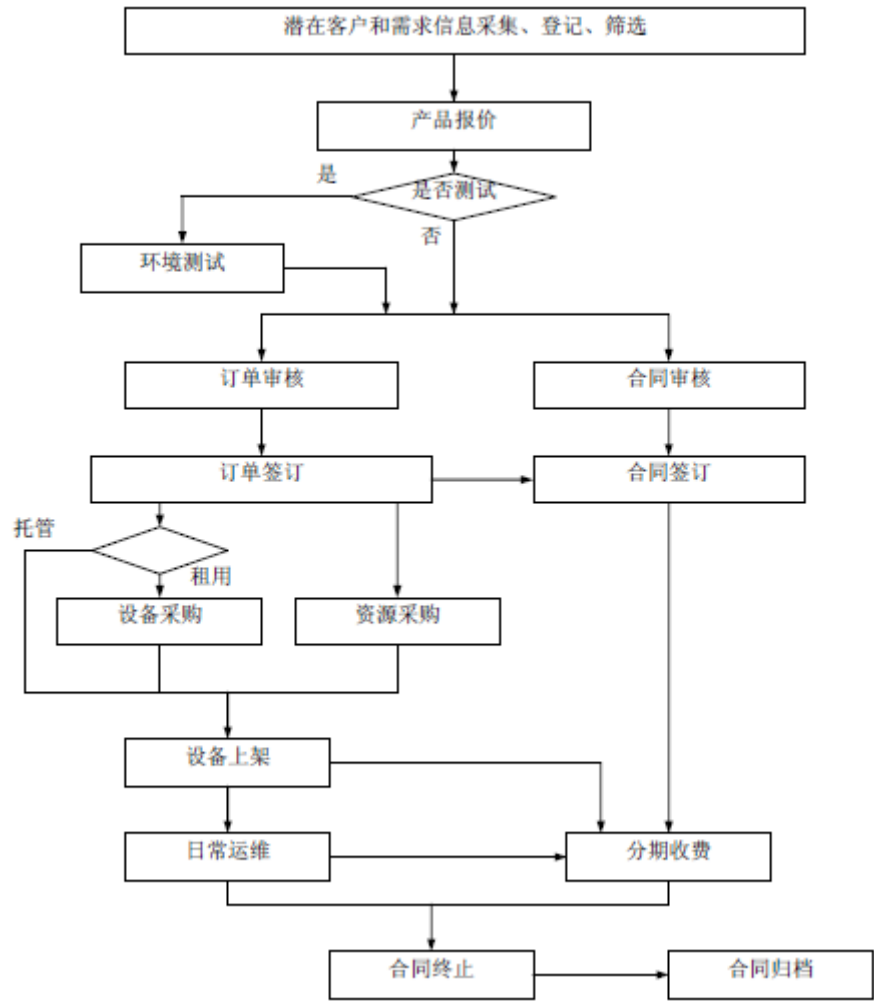 潜在客户和需求信息采集、登记、筛选
产品报价
是
是否测试
否
环境测试
订单审核
合同审核
订单签订
合同签订
托管
租用
设备采购
资源采购
设备上架
日常运维
分期收费
合同终止
合同归档